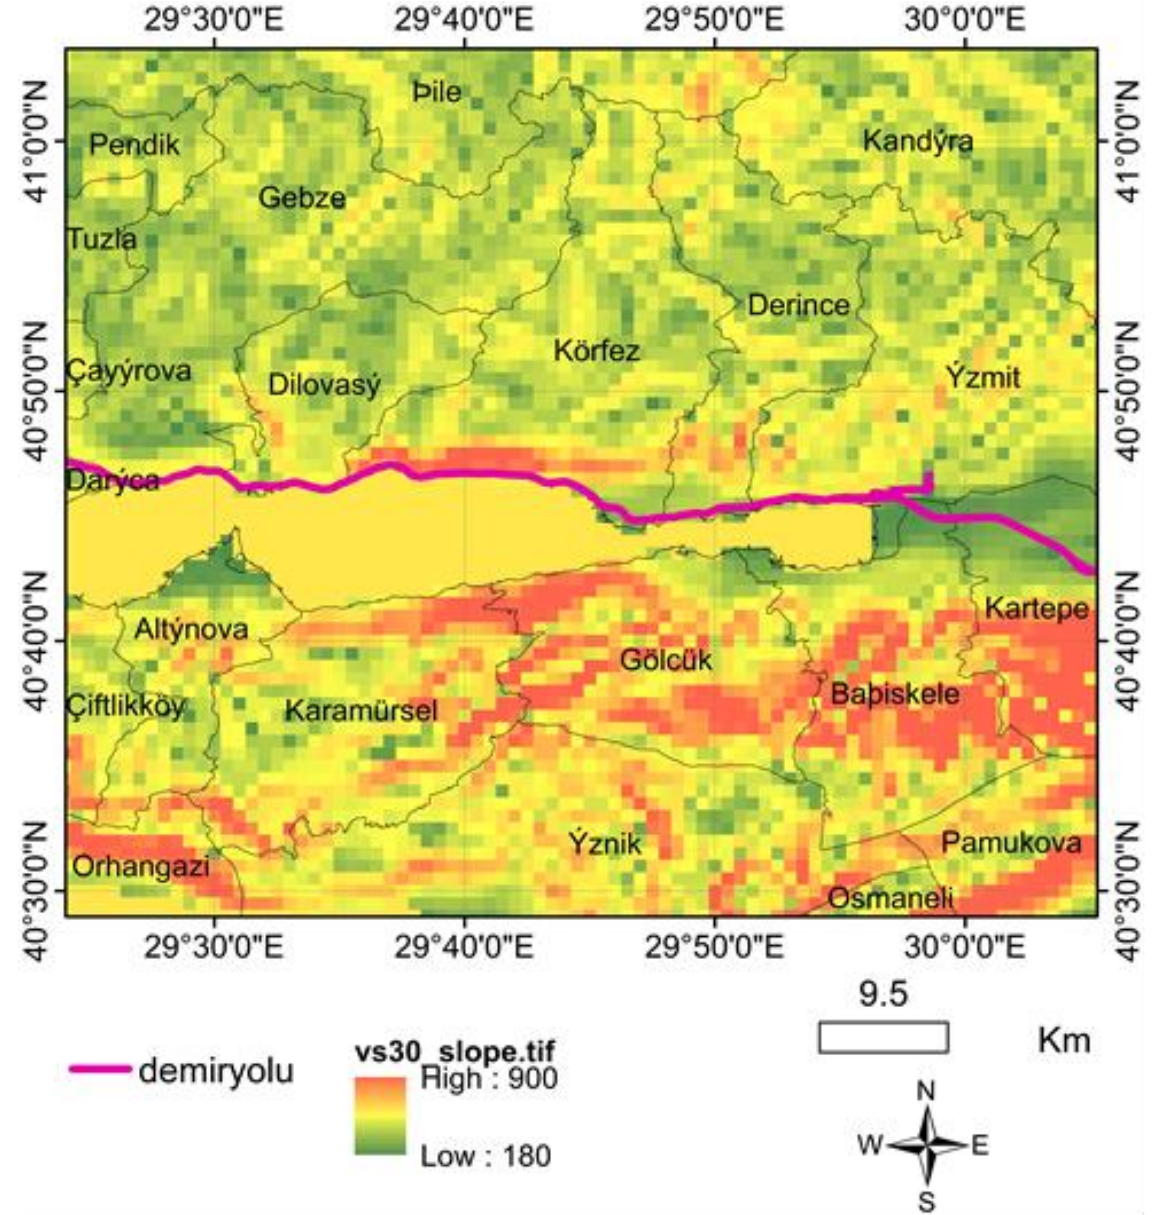 29°30'0"E 29°40'0"E 29°50'0"E 30°0'0"E
41°0'0"N
40°50'0"N
40°40'0"N
40°30'0"N
41°0'0"N
40°50'0"N
40°40'0"N
40°30'0"N
Þile
Pendik
Kandýra
Gebze
Tuzla
Derince
Körfez
Çayýrova
Dilovasý
Ýzmit
Darýca
Kartepe
Altýnova
Gölcük
Baþiskele
Çiftlikköy
Karamürsel
Ýznik
Pamukova
Orhangazi
Osmaneli
29°30'0"E 29°40'0"E 29°50'0"E 30°0'0"E
9.5
Km
demiryolu
vs30_slope.tif
High : 900
Low : 180
N
W E
S